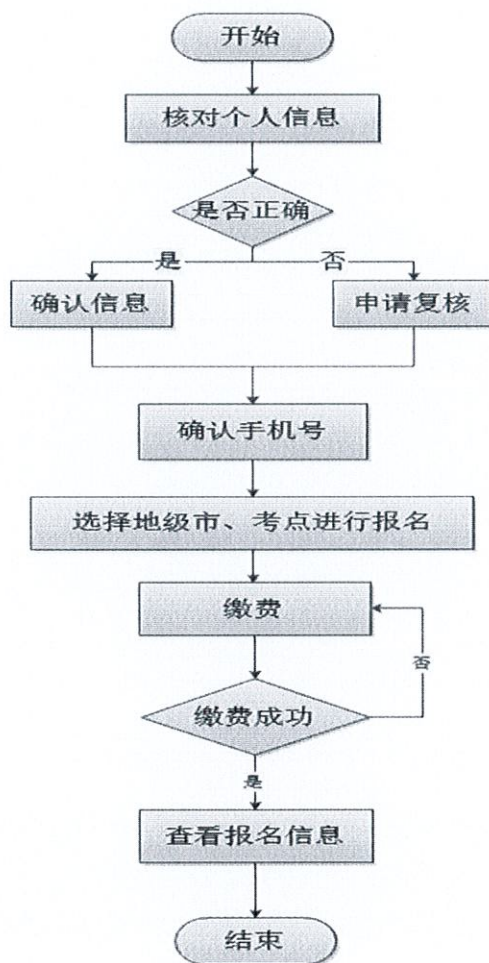 开始
核对个人信息
是否正确
是
否
确认信息
申请复核
确认手机号
选择地级市、考点进行报名
缴费
否
缴费成功
是
查看报名信息
结束